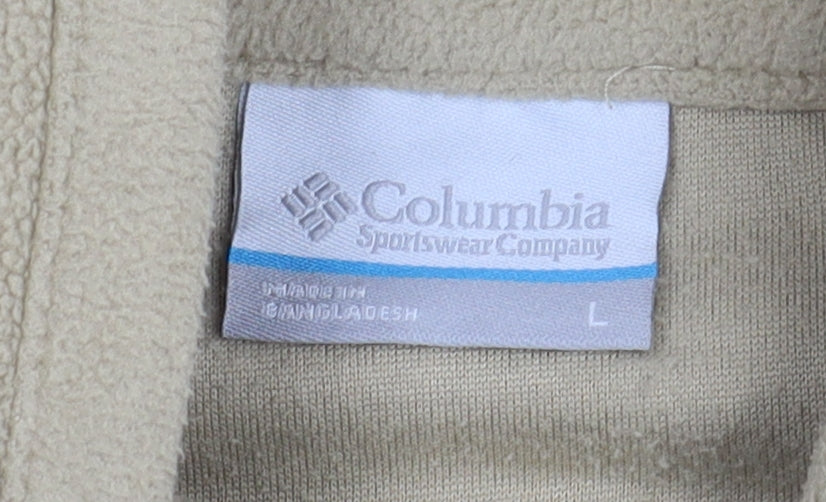 Columbia
Sportswear Company
MADE IN
BANGLADESH
L